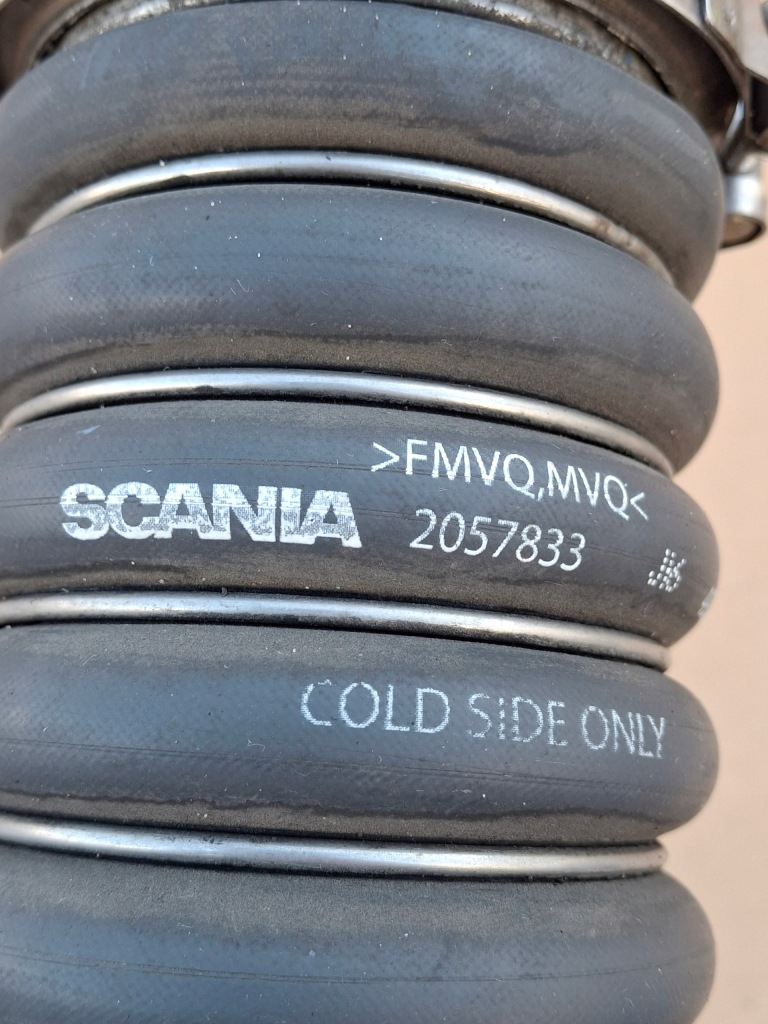 >FMVQ,MVQ<
SCANIA 2057833
COLD SIDE ONLY